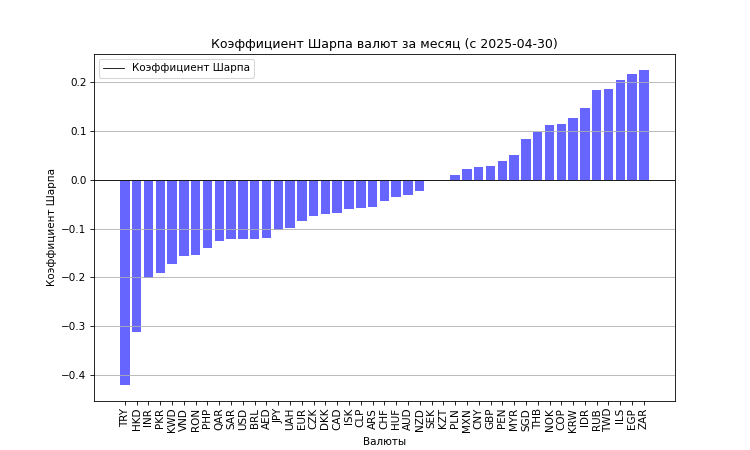 Коэффициент Шарпа валют за месяц (с 2025-04-30)
Коэффициент Шарпа
0.2
0.1
0.0
−0.1
−0.2
−0.3
−0.4
Коэффициент Шарпа
TRY
HKD
INR
PKR
KWD
VND
RON
PHP
QAR
SAR
USD
BRL
AED
JPY
UAH
EUR
CZK
DKK
CAD
ISK
CLP
ARS
CHF
HUF
AUD
NZD
SEK
KZT
PLN
MXN
CNY
GBP
PEN
MYR
SGD
THB
NOK
COP
KRW
IDR
RUB
TWD
ILS
EGP
ZAR
Валюты